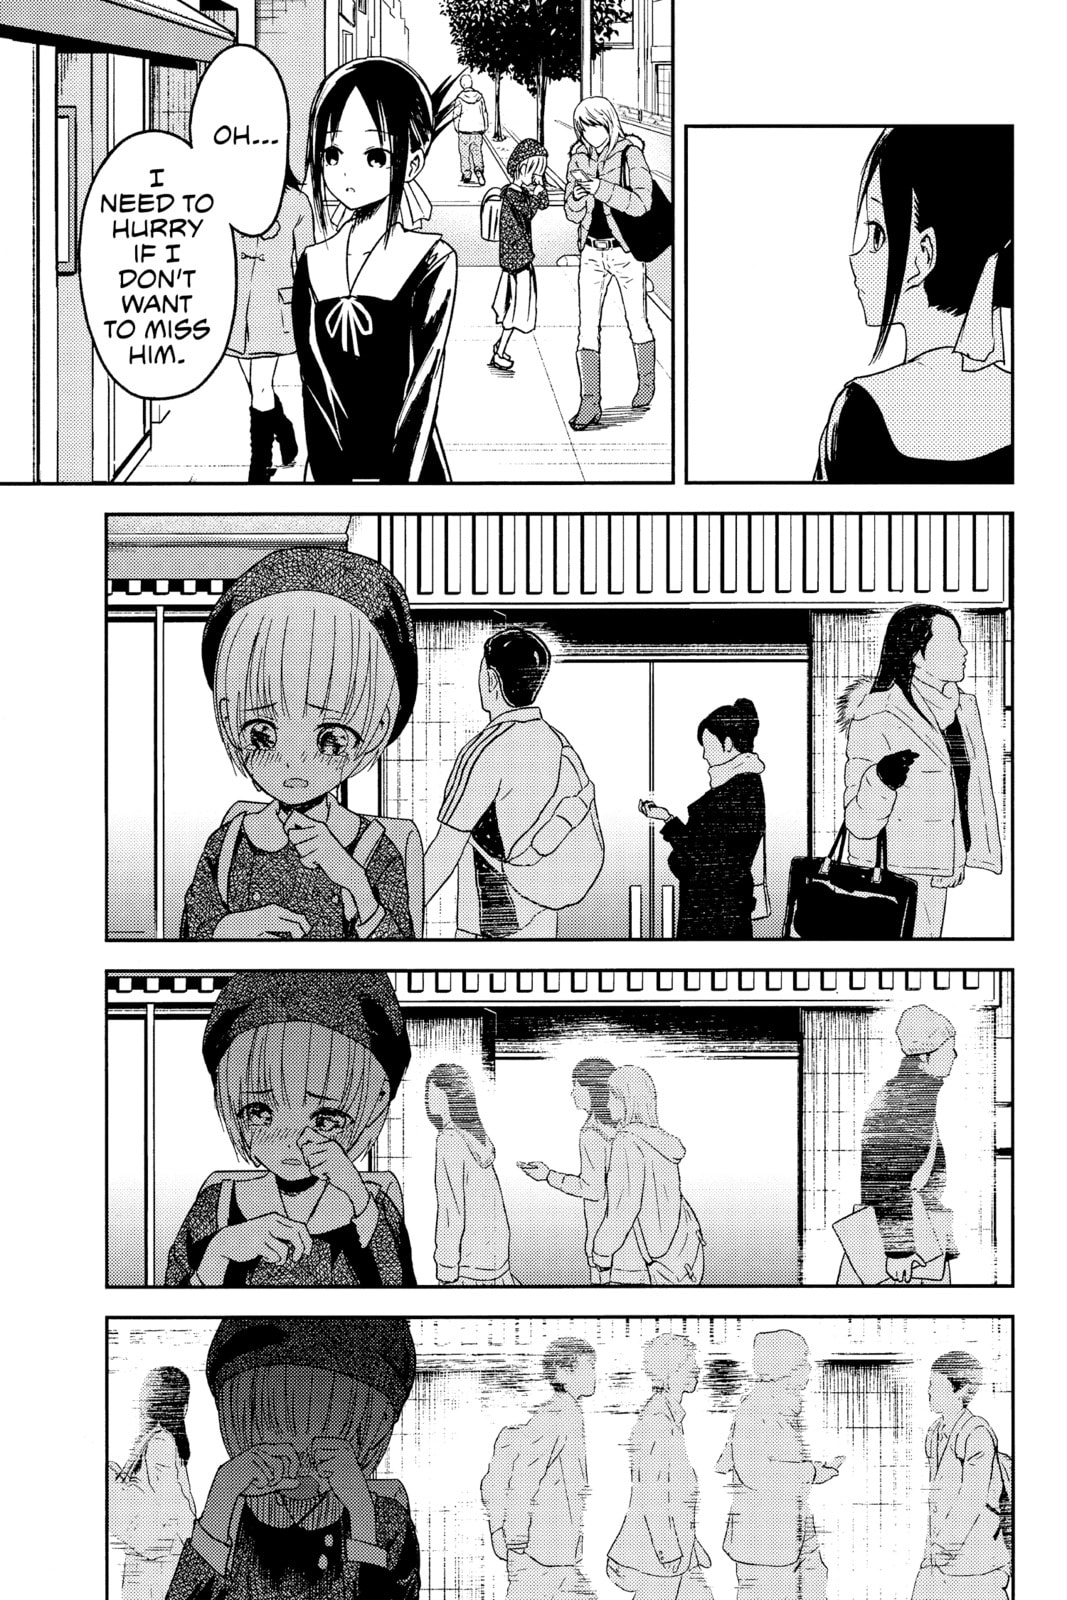 OH...
I
NEED TO
HURRY
IF I
DON'T
WANT
TO MISS
HIM.